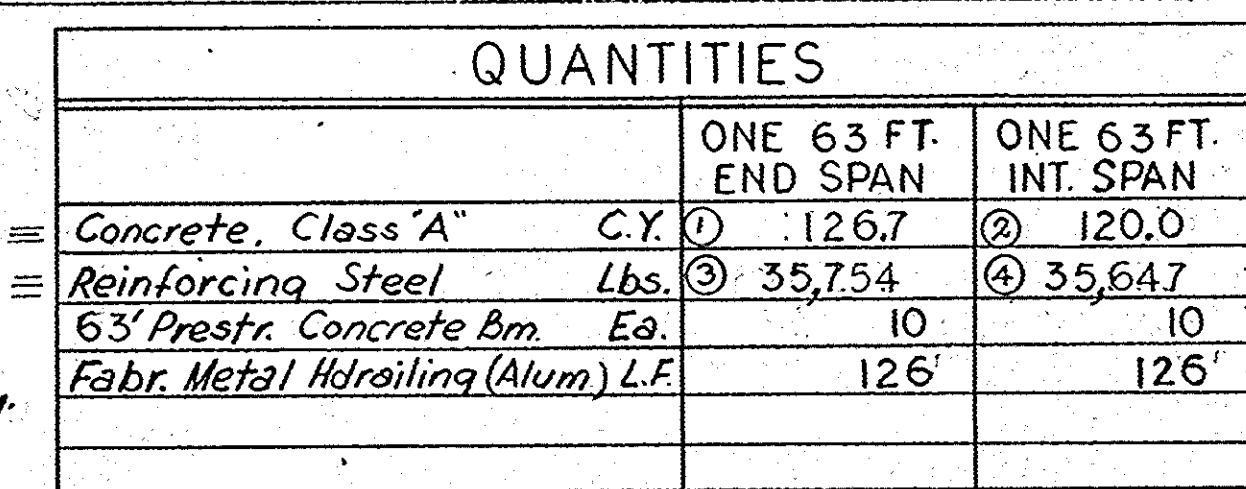 QUANTITIES
ONE 63 FT. END SPAN ONE 63 FT. INT. SPAN
Concrete, Class "A" C.Y. ① 126.7 ② 120.0
Reinforcing Steel Lbs. ③ 35,754 ④ 35,647
63' Prestr. Concrete Bm. Ea. 10 10
Fabr. Metal Hdrailing (Alum.) L.F. 126' 126'